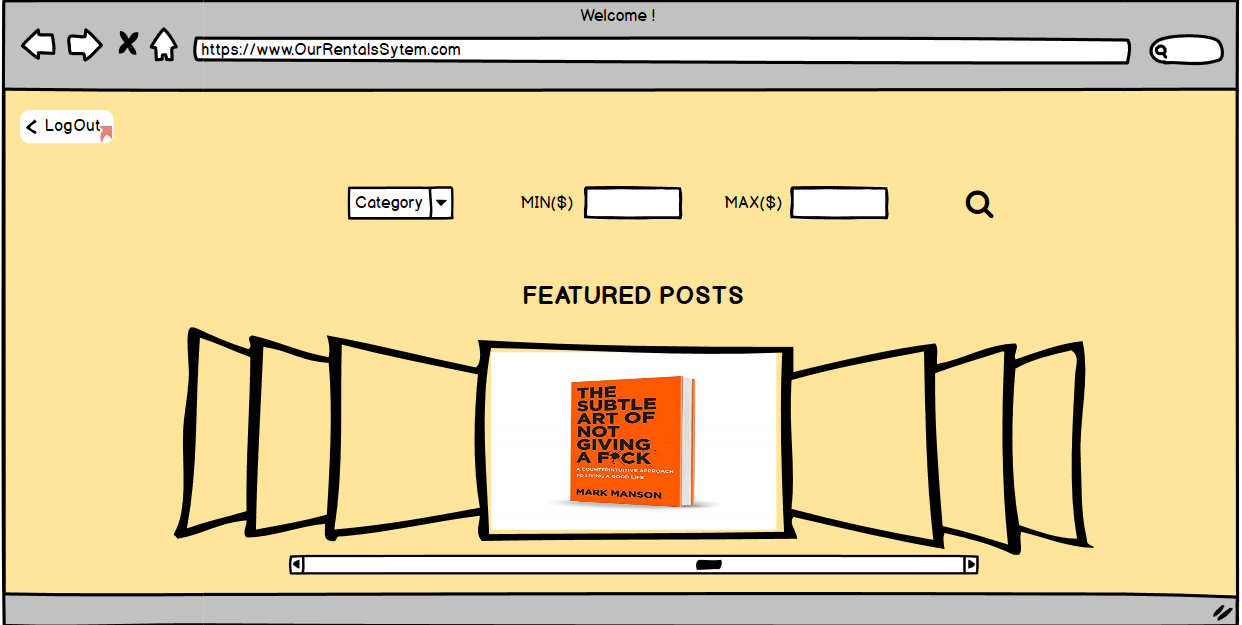 Welcome !
https://www.OurRentalsSytem.com
LogOut
Category
MIN($)
MAX($)
FEATURED POSTS
THE
SUBTLE
ART OF
NOT
GIVING
A F*CK
A COUNTERINTUITIVE APPROACH
TO LIVING A GOOD LIFE
MARK MANSON